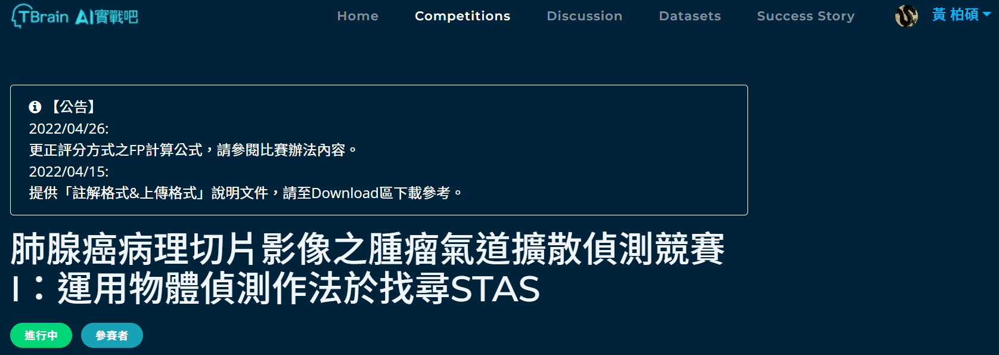 TBrain AI實戰吧
Home Competitions Discussion Datasets Success Story 黃 柏碩
【公告】
2022/04/26:
更正評分方式之FP計算公式，請參閱比賽辦法內容。
2022/04/15:
提供「註解格式&上傳格式」說明文件，請至Download區下載參考。
肺腺癌病理切片影像之腫瘤氣道擴散偵測競賽
I：運用物體偵測作法於找尋STAS
進行中 參賽者